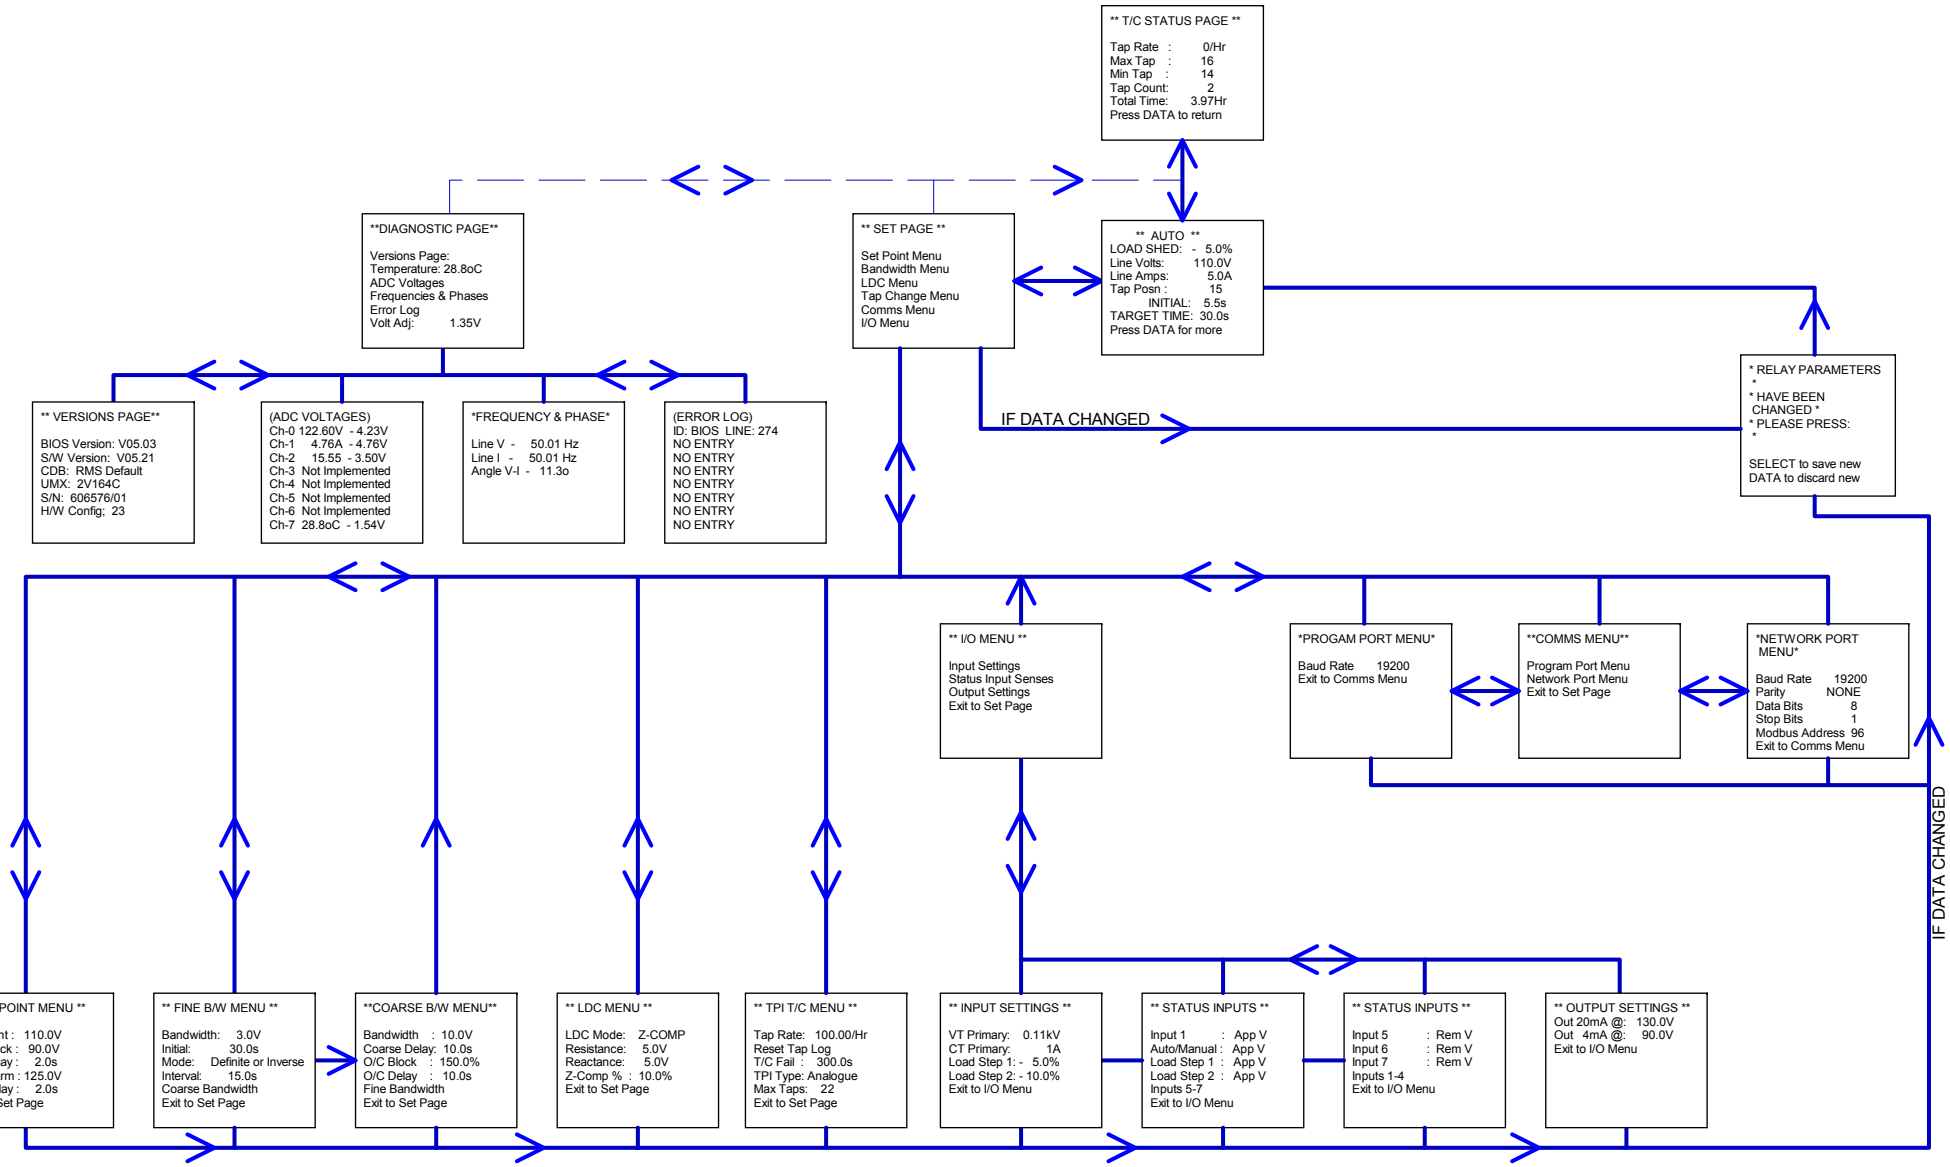 ** T/C STATUS PAGE **
Tap Rate : 0/Hr
Max Tap : 16
Min Tap : 14
Tap Count: 2
Total Time: 3.97Hr
Press DATA to return
**DIAGNOSTIC PAGE**
Versions Page:
Temperature: 28.8oC
ADC Voltages
Frequencies & Phases
Error Log
Volt Adj: 1.35V
** SET PAGE **
Set Point Menu
Bandwidth Menu
LDC Menu
Tap Change Menu
Comms Menu
I/O Menu
** AUTO **
LOAD SHED: - 5.0%
Line Volts: 110.0V
Line Amps: 5.0A
Tap Posn : 15
INITIAL: 5.5s
TARGET TIME: 30.0s
Press DATA for more
* RELAY PARAMETERS
*
* HAVE BEEN
CHANGED *
* PLEASE PRESS:
*
SELECT to save new
DATA to discard new
IF DATA CHANGED
** VERSIONS PAGE**
BIOS Version: V05.03
S/W Version: V05.21
CDB: RMS Default
UMX: 2V164C
S/N: 606576/01
H/W Config; 23
(ADC VOLTAGES)
Ch-0 122.60V - 4.23V
Ch-1 4.76A - 4.76V
Ch-2 15.55 - 3.50V
Ch-3 Not Implemented
Ch-4 Not Implemented
Ch-5 Not Implemented
Ch-6 Not Implemented
Ch-7 28.8oC - 1.54V
*FREQUENCY & PHASE*
Line V - 50.01 Hz
Line I - 50.01 Hz
Angle V-I - 11.3o
(ERROR LOG)
ID: BIOS LINE: 274
NO ENTRY
NO ENTRY
NO ENTRY
NO ENTRY
NO ENTRY
NO ENTRY
NO ENTRY
** I/O MENU **
Input Settings
Status Input Senses
Output Settings
Exit to Set Page
*PROGAM PORT MENU*
Baud Rate 19200
Exit to Comms Menu
**COMMS MENU**
Program Port Menu
Network Port Menu
Exit to Set Page
*NETWORK PORT
MENU*
Baud Rate 19200
Parity NONE
Data Bits 8
Stop Bits 1
Modbus Address 96
Exit to Comms Menu
IF DATA CHANGED
POINT MENU **
nt : 110.0V
ck : 90.0V
ay : 2.0s
rm : 125.0V
lay : 2.0s
Set Page
** FINE B/W MENU **
Bandwidth: 3.0V
Initial: 30.0s
Mode: Definite or Inverse
Interval: 15.0s
Coarse Bandwidth
Exit to Set Page
**COARSE B/W MENU**
Bandwidth : 10.0V
Coarse Delay: 10.0s
O/C Block : 150.0%
O/C Delay : 10.0s
Fine Bandwidth
Exit to Set Page
** LDC MENU **
LDC Mode: Z-COMP
Resistance: 5.0V
Reactance: 5.0V
Z-Comp % : 10.0%
Exit to Set Page
** TPI T/C MENU **
Tap Rate: 100.00/Hr
Reset Tap Log
T/C Fail : 300.0s
TPI Type: Analogue
Max Taps: 22
Exit to Set Page
** INPUT SETTINGS **
VT Primary: 0.11kV
CT Primary: 1A
Load Step 1: - 5.0%
Load Step 2: - 10.0%
Exit to I/O Menu
** STATUS INPUTS **
Input 1 : App V
Auto/Manual : App V
Load Step 1 : App V
Load Step 2 : App V
Inputs 5-7
Exit to I/O Menu
** STATUS INPUTS **
Input 5 : Rem V
Input 6 : Rem V
Input 7 : Rem V
Inputs 1-4
Exit to I/O Menu
** OUTPUT SETTINGS **
Out 20mA @: 130.0V
Out 4mA @: 90.0V
Exit to I/O Menu